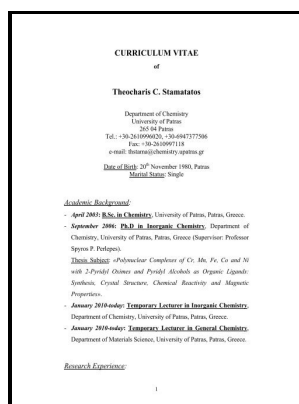 CURRICULUM VITAE
of
Theocharis C. Stamatatos
Department of Chemistry
University of Patras
265 04 Patras
Tel.: +30-2610996020, +30-6947377506
Fax: +30-2610997118
e-mail: thstama@chemistry.upatras.gr
Date of Birth: 20th November 1980, Patras
Marital Status: Single
Academic Background:
- April 2003: B.Sc. in Chemistry, University of Patras, Patras, Greece.
- September 2006: Ph.D in Inorganic Chemistry, Department of
Chemistry, University of Patras, Patras, Greece (Supervisor: Professor
Spyros P. Perlepes).
Thesis Subject: «Polynuclear Complexes of Cr, Mn, Fe, Co and Ni
with 2-Pyridyl Oximes and Pyridyl Alcohols as Organic Ligands:
Synthesis, Crystal Structure, Chemical Reactivity and Magnetic
Properties».
- January 2010-today: Temporary Lecturer in Inorganic Chemistry,
Department of Chemistry, University of Patras, Patras, Greece.
- January 2010-today: Temporary Lecturer in General Chemistry,
Department of Materials Science, University of Patras, Patras, Greece.
Research Experience:
1